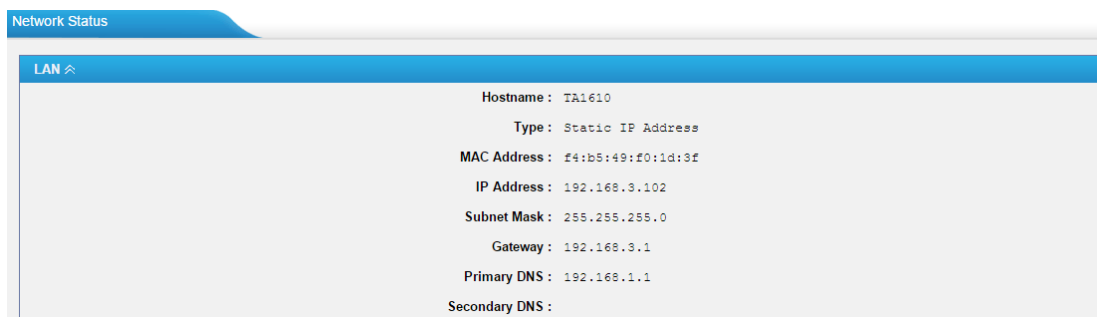 Network Status
LAN
Hostname : TA1610
Type : Static IP Address
MAC Address : f4:b5:49:f0:1d:3f
IP Address : 192.168.3.102
Subnet Mask : 255.255.255.0
Gateway : 192.168.3.1
Primary DNS : 192.168.1.1
Secondary DNS :